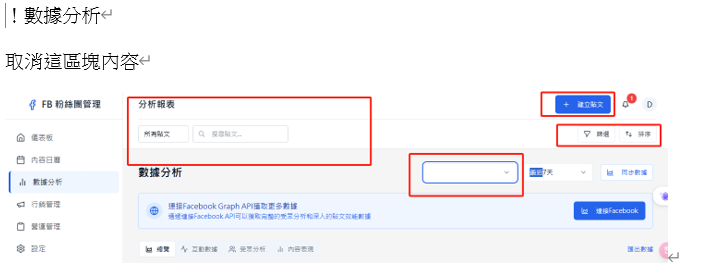 ！數據分析
取消這區塊內容
FB 粉絲團管理
分析報表
＋ 建立貼文
1
D
儀表板
所有貼文
搜尋貼文...
篩選
排序
內容日曆
數據分析
數據分析
最近7天
同步數據
行銷管理
連接Facebook Graph API獲取更多數據
連接Facebook
營運管理
透過連接Facebook API可以獲取完整的受眾分析和深入的貼文效能數據
設定
總覽
互動數據
受眾分析
內容表現
匯出數據